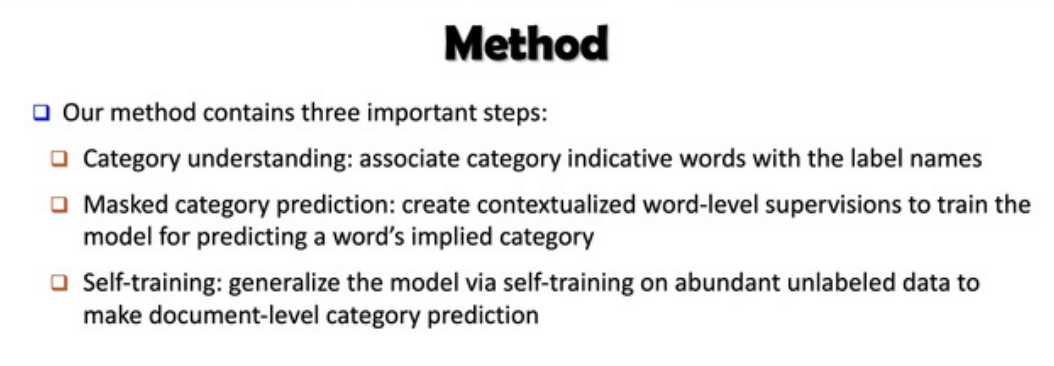 Method
Our method contains three important steps:
Category understanding: associate category indicative words with the label names
Masked category prediction: create contextualized word-level supervisions to train the
model for predicting a word's implied category
Self-training: generalize the model via self-training on abundant unlabeled data to
make document-level category prediction